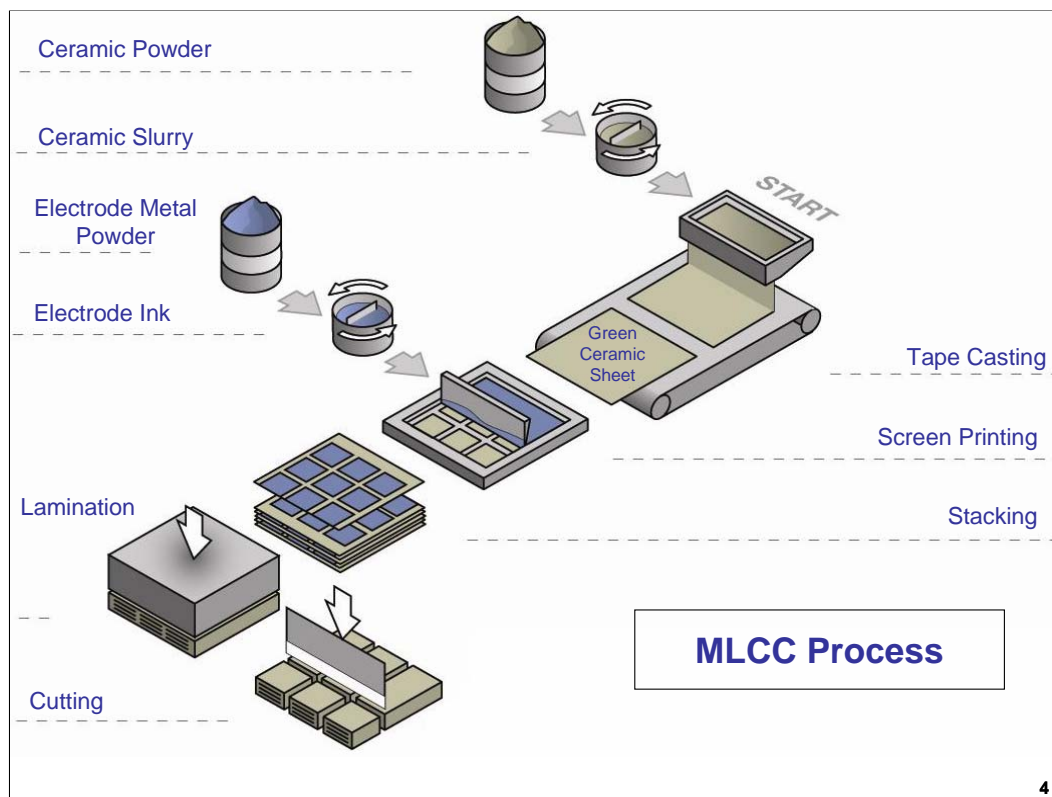 Ceramic Powder
Ceramic Slurry
START
Electrode Metal
Powder
Electrode Ink
Green
Ceramic
Sheet
Tape Casting
Screen Printing
Lamination
Stacking
MLCC Process
Cutting
4